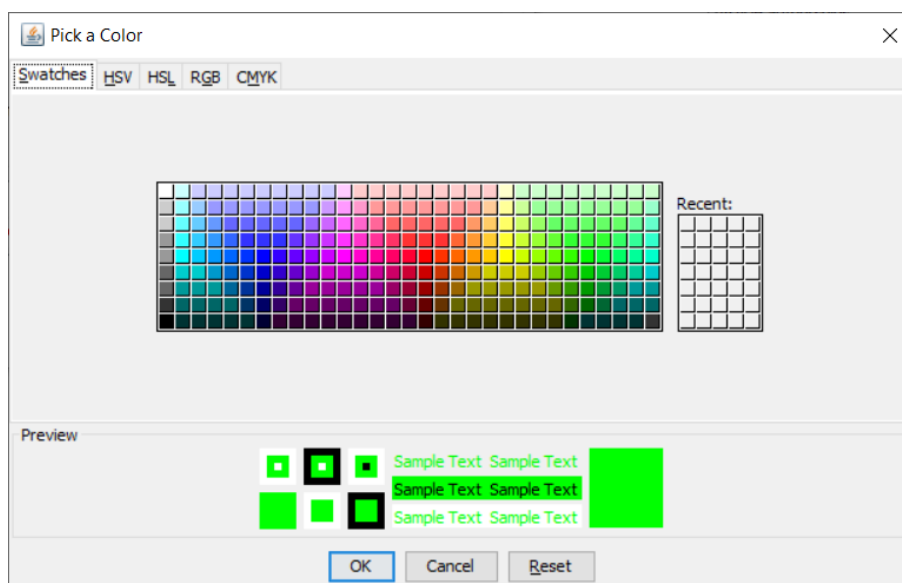 Pick a Color
Swatches HSV HSL RGB CMYK
Recent:
Preview
Sample Text Sample Text
Sample Text Sample Text
Sample Text Sample Text
OK Cancel Reset